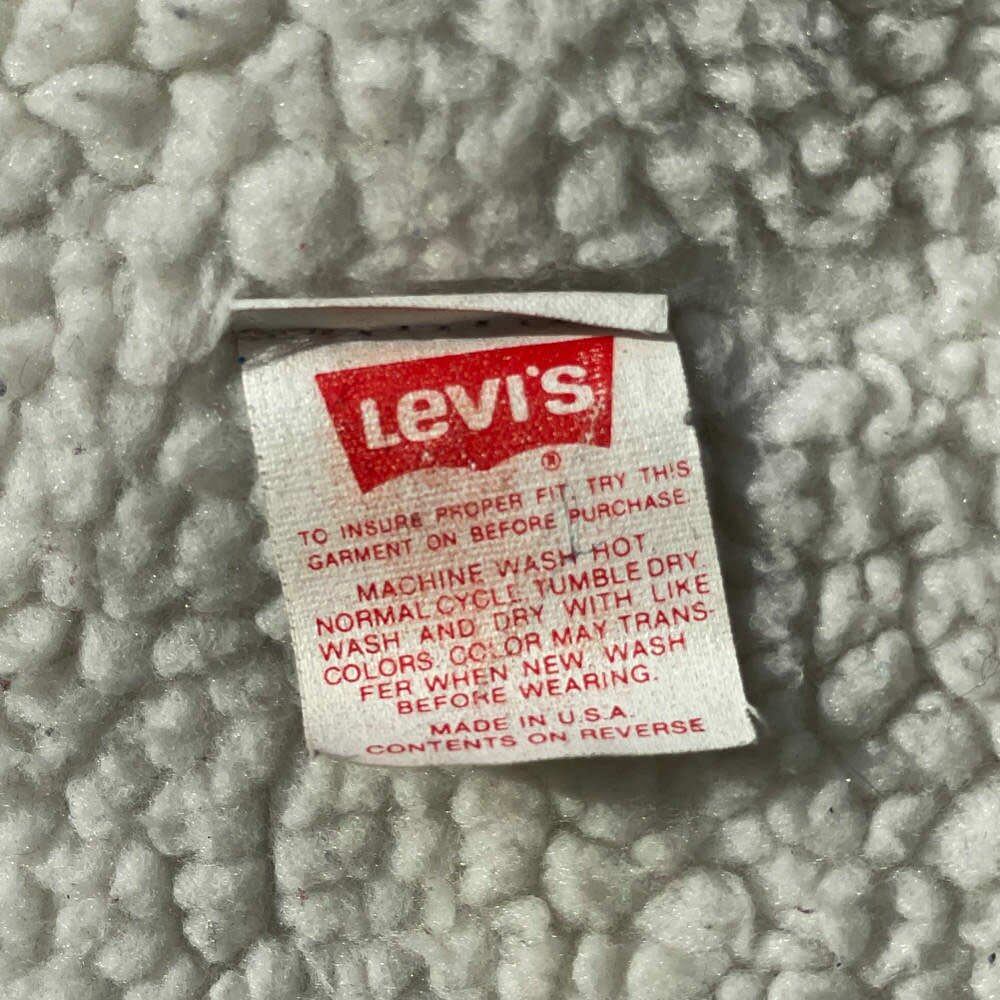 Levi's
®
TO INSURE PROPER FIT, TRY THIS
GARMENT ON BEFORE PURCHASE.
MACHINE WASH HOT
NORMAL CYCLE. TUMBLE DRY.
WASH AND DRY WITH LIKE
COLORS. COLOR MAY TRANS-
FER WHEN NEW. WASH
BEFORE WEARING.
MADE IN U.S.A.
CONTENTS ON REVERSE